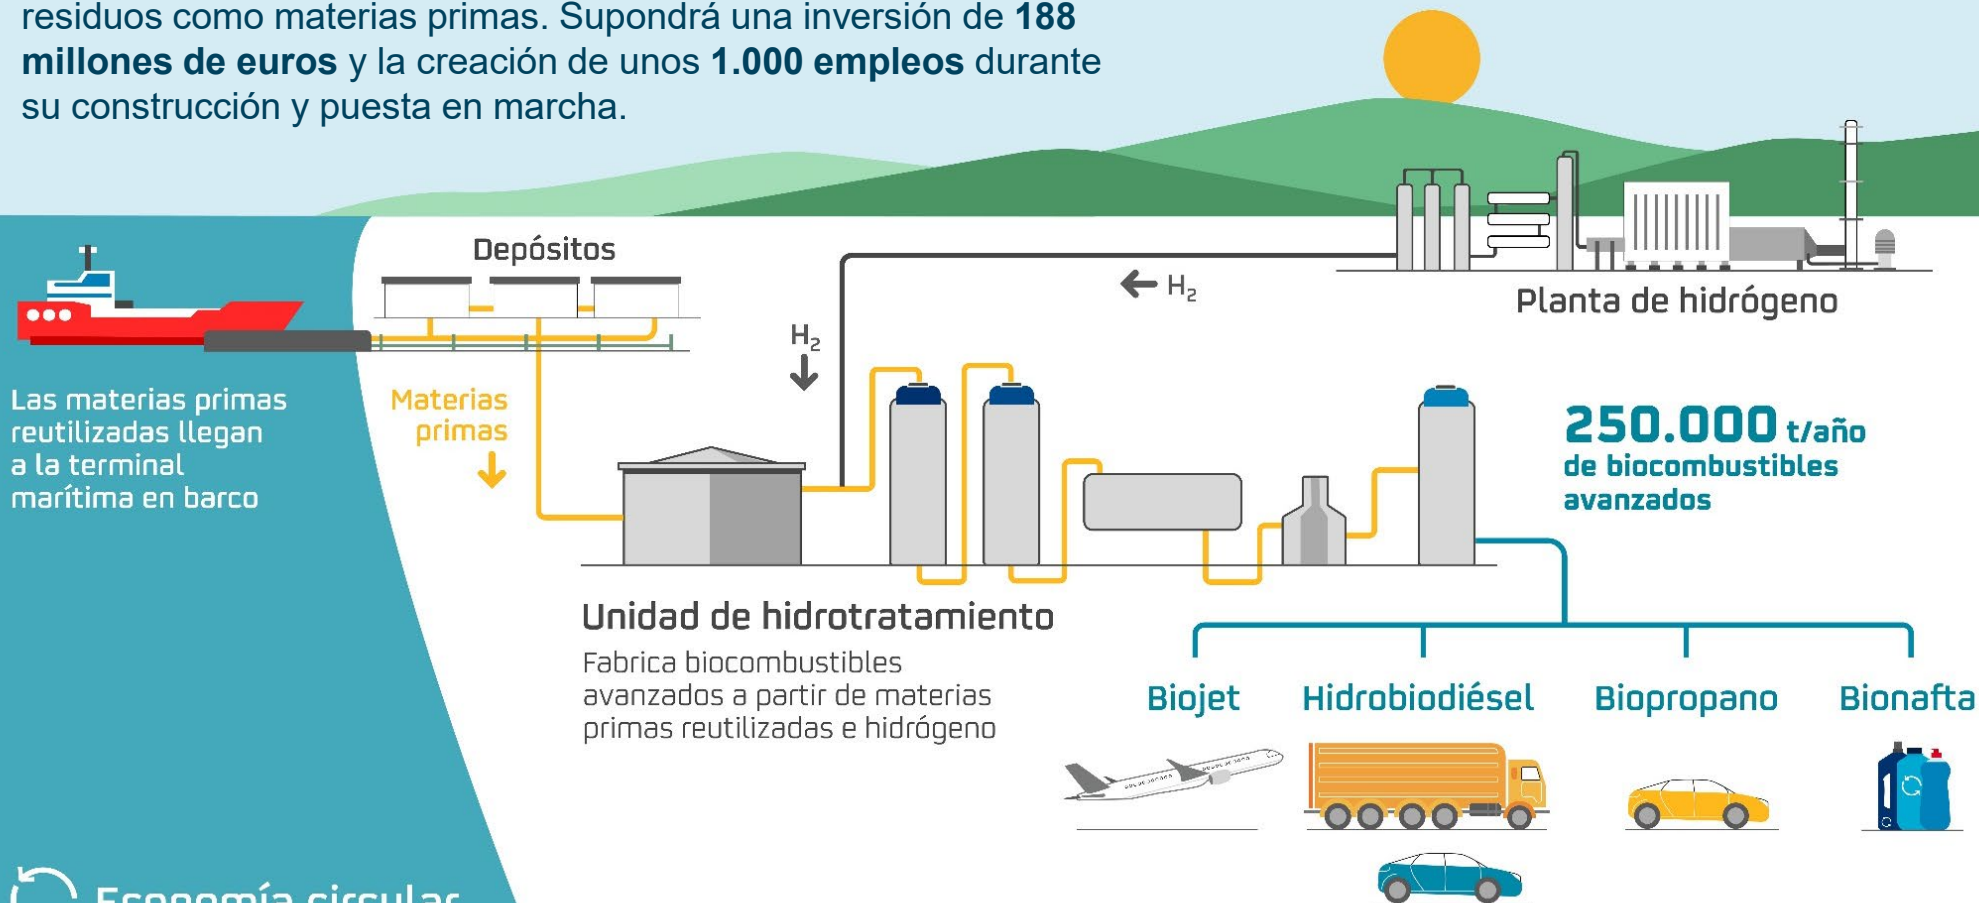 residuos como materias primas. Supondrá una inversión de 188
millones de euros y la creación de unos 1.000 empleos durante
su construcción y puesta en marcha.
Depósitos
← H₂
Planta de hidrógeno
H₂
Las materias primas
reutilizadas llegan
a la terminal
marítima en barco
Materias
primas
250.000 t/año
de biocombustibles
avanzados
Unidad de hidrotratamiento
Fabrica biocombustibles
avanzados a partir de materias
primas reutilizadas e hidrógeno
Biojet
Hidrobiodiésel
Biopropano
Bionafta
Economía circular